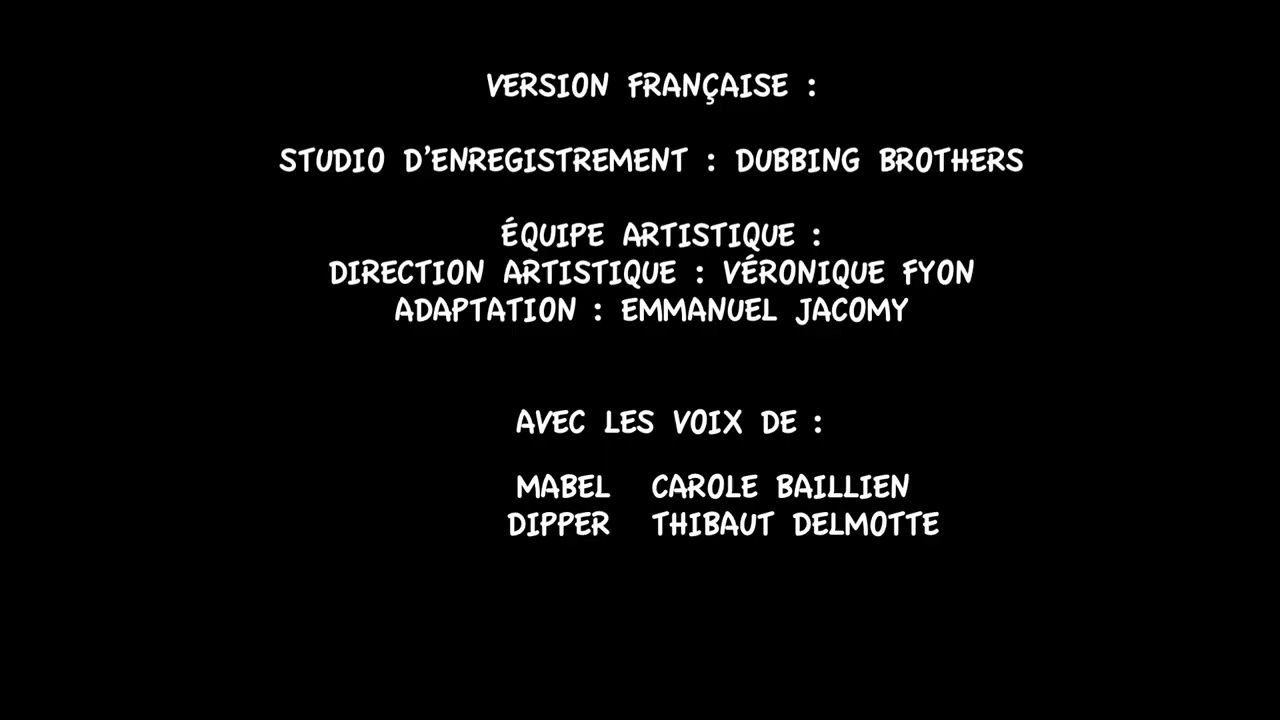 VERSION FRANÇAISE :
STUDIO D'ENREGISTREMENT : DUBBING BROTHERS
ÉQUIPE ARTISTIQUE :
DIRECTION ARTISTIQUE : VÉRONIQUE FYON
ADAPTATION : EMMANUEL JACOMY
AVEC LES VOIX DE :
MABEL CAROLE BAILLIEN
DIPPER THIBAUT DELMOTTE